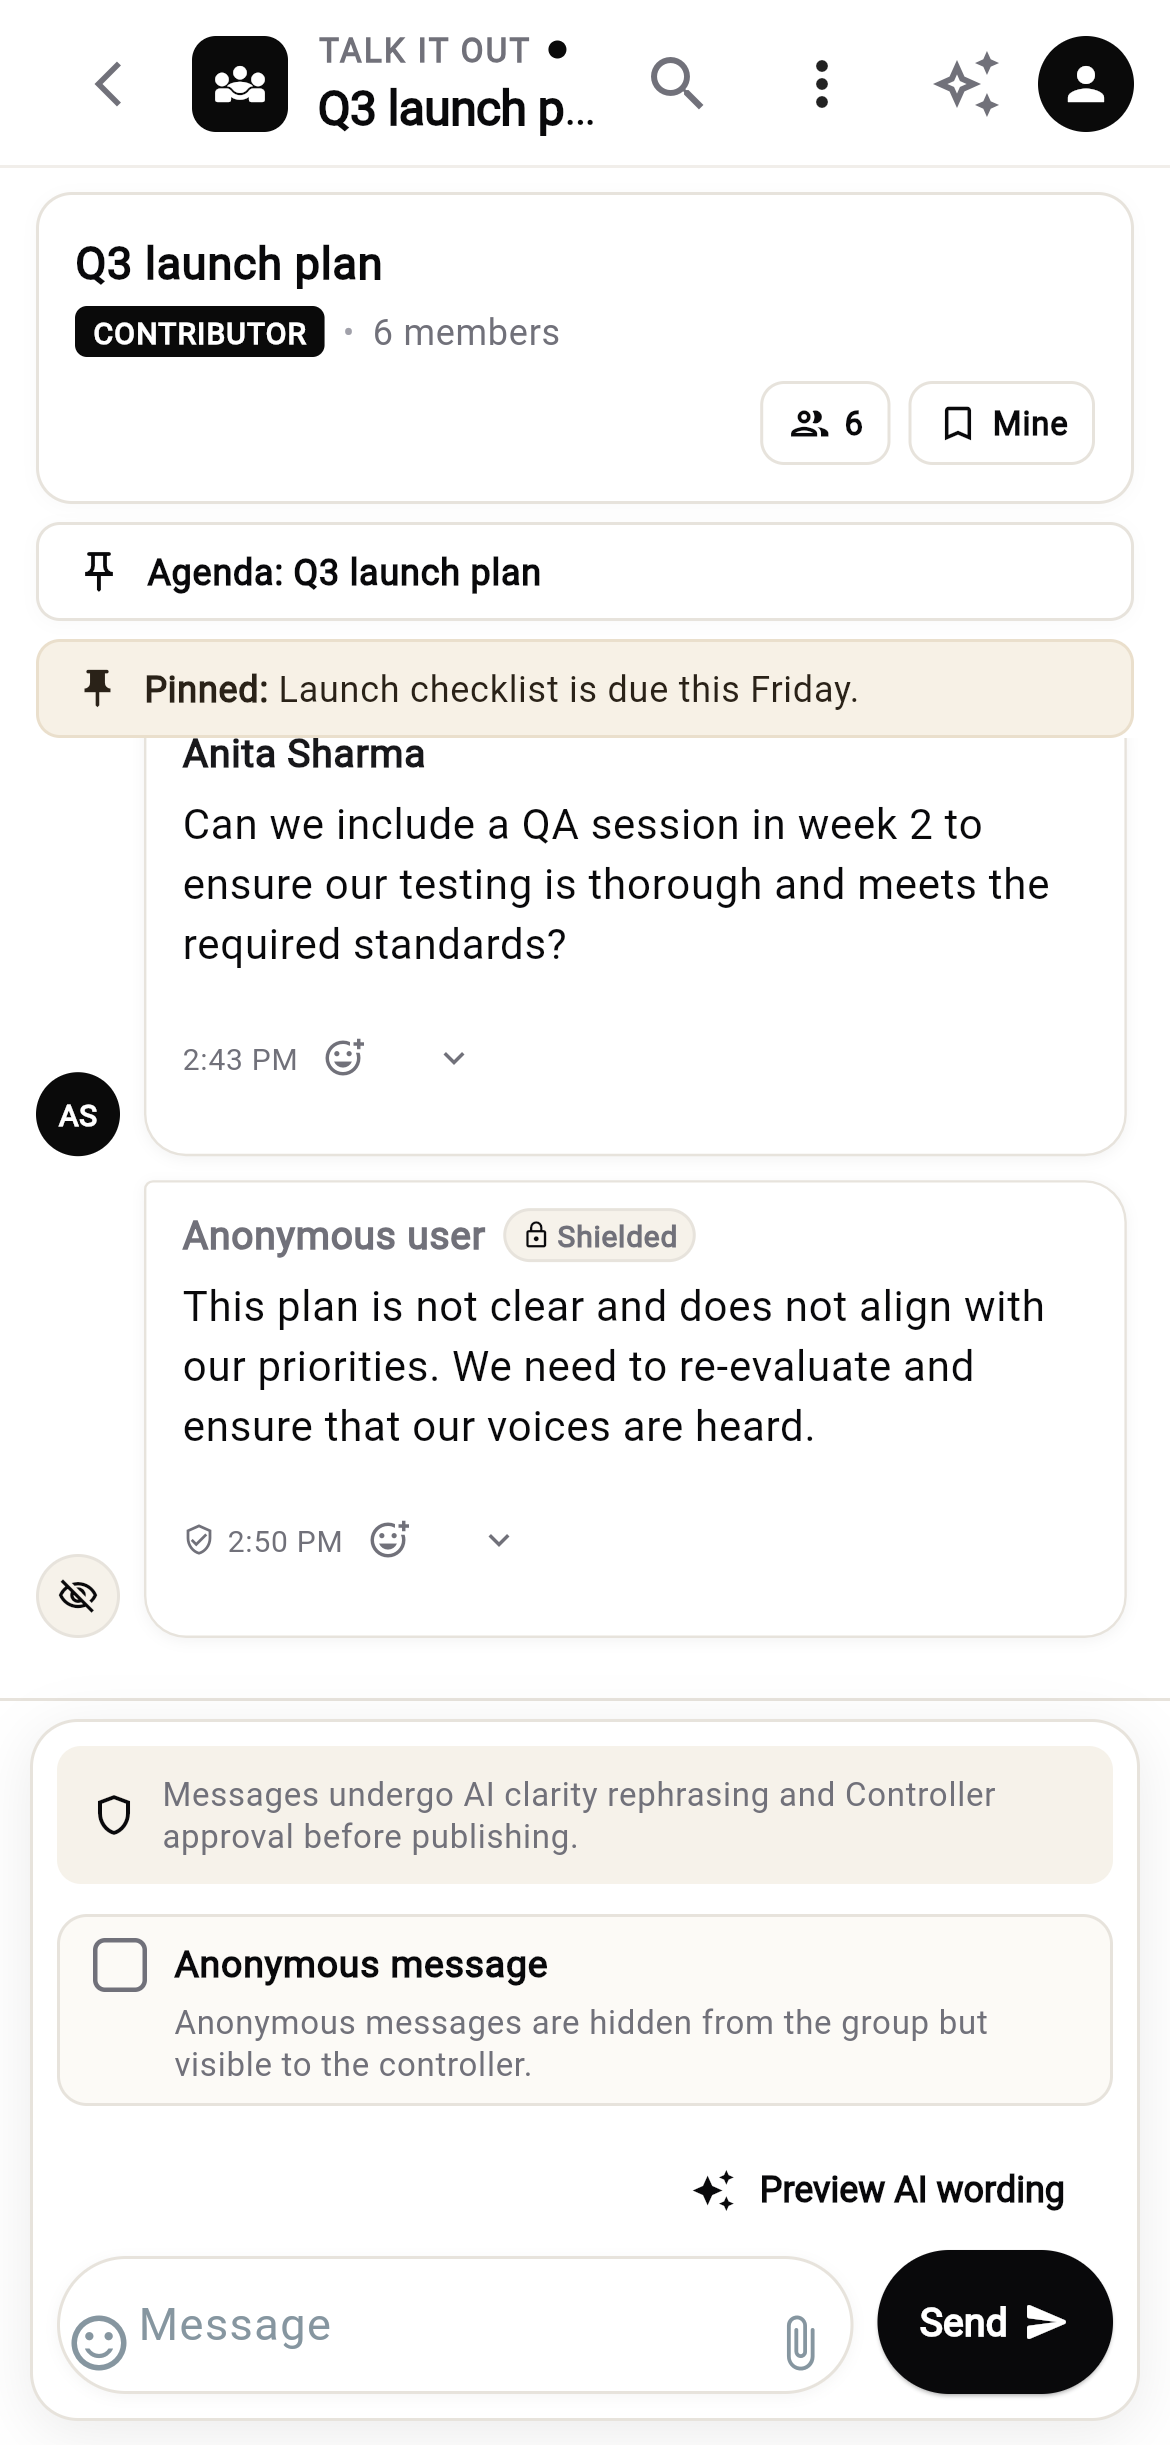 TALK IT OUT
Q3 launch p...
Q3 launch plan
CONTRIBUTOR • 6 members
6 Mine
Agenda: Q3 launch plan
Pinned: Launch checklist is due this Friday.
Anita Sharma
Can we include a QA session in week 2 to
ensure our testing is thorough and meets the
required standards?
2:43 PM
AS
Anonymous user Shielded
This plan is not clear and does not align with
our priorities. We need to re-evaluate and
ensure that our voices are heard.
2:50 PM
Messages undergo AI clarity rephrasing and Controller
approval before publishing.
Anonymous message
Anonymous messages are hidden from the group but
visible to the controller.
Preview AI wording
Message
Send